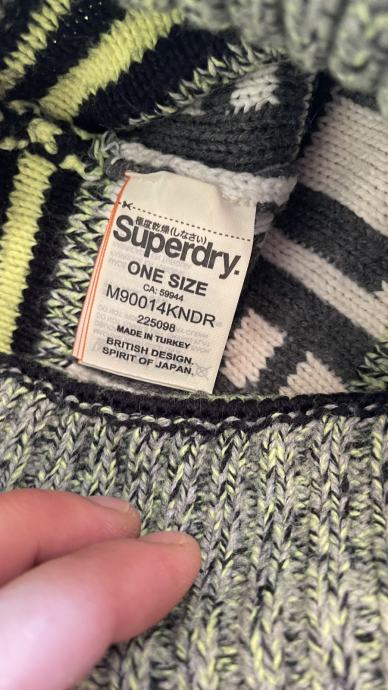 極度乾燥(しなさい)
Superdry.
ONE SIZE
CA: 59944
M90014KNDR
225098
MADE IN TURKEY
BRITISH DESIGN.
SPIRIT OF JAPAN.